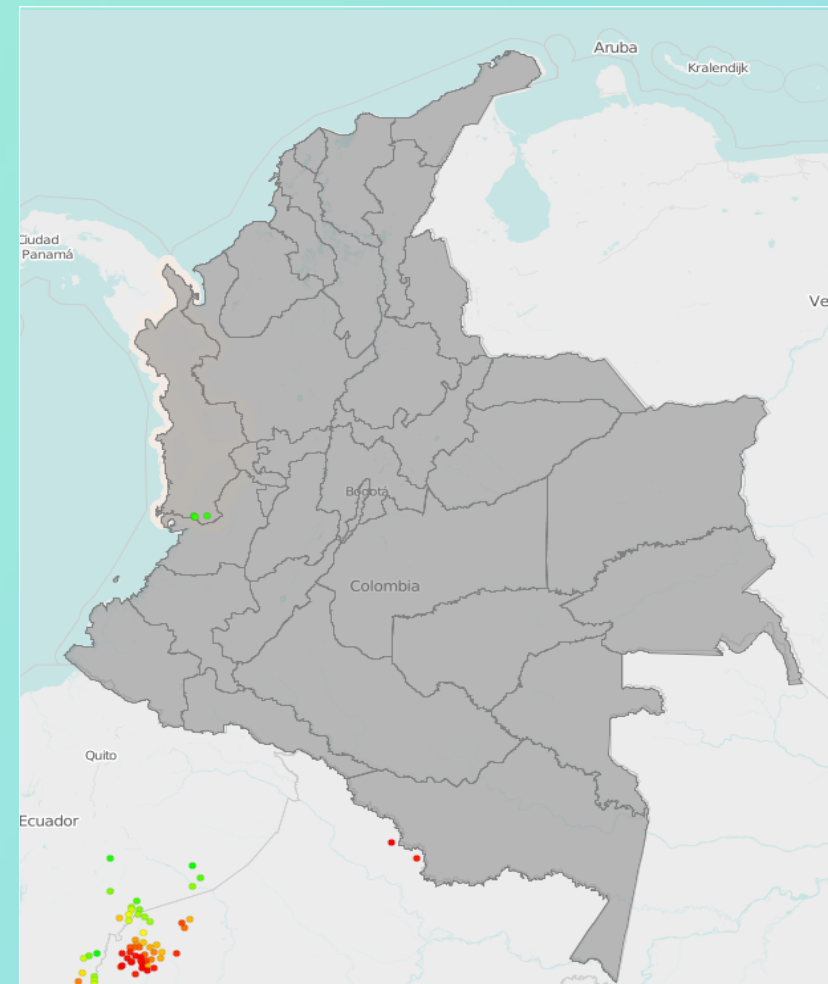 Aruba
Kralendijk
Ciudad
Panamá
Ve
Bogotá
Colombia
Quito
Ecuador